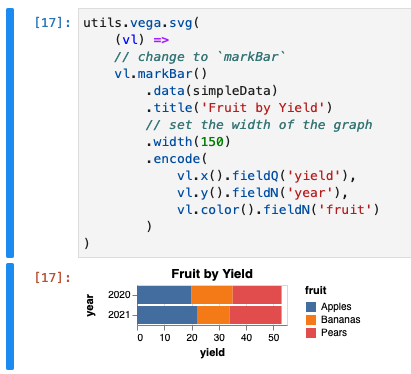 [17]: utils.vega.svg(
(vl) =>
// change to `markBar`
vl.markBar()
.data(simpleData)
.title('Fruit by Yield')
// set the width of the graph
.width(150)
.encode(
vl.x().fieldQ('yield'),
vl.y().fieldN('year'),
vl.color().fieldN('fruit')
)
)
[17]:
Fruit by Yield
year
2020
2021
0 10 20 30 40 50
yield
fruit
Apples
Bananas
Pears